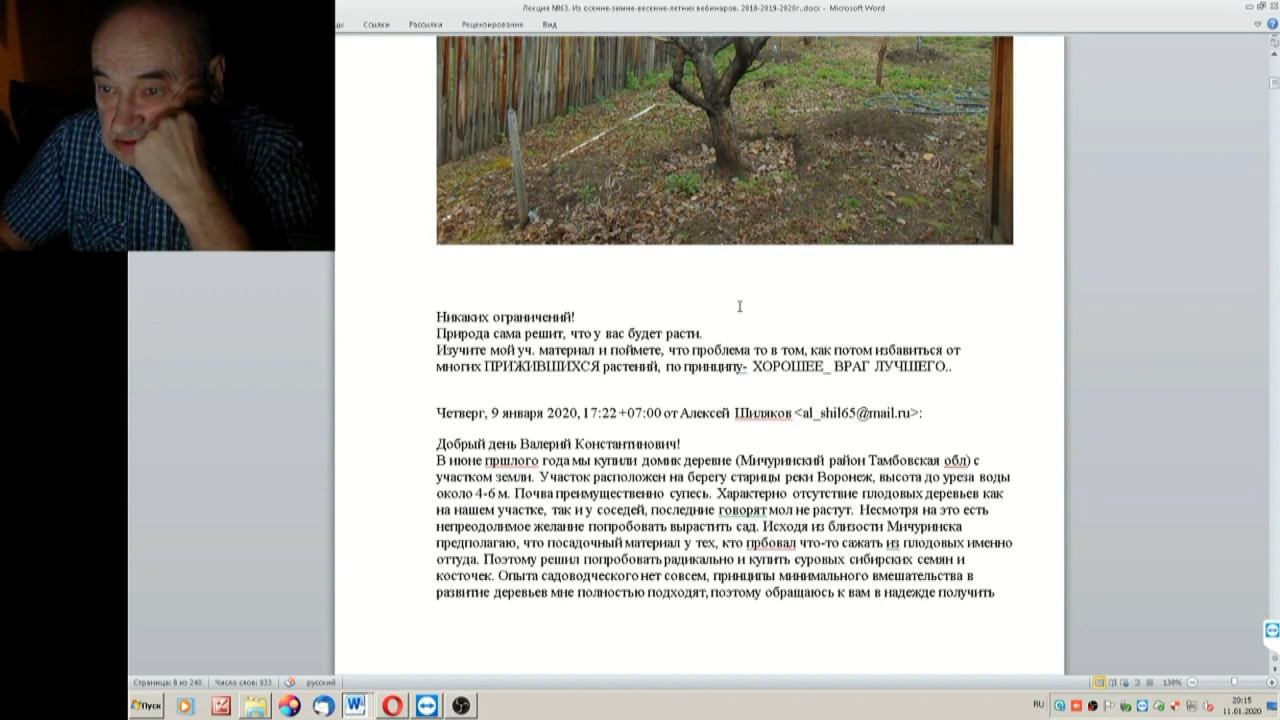 Лекция №63. Из осенне-зимне-весенне-летних вебинаров. 2018-2019-2020г..docx - Microsoft Word
Ссылки Рассылки Рецензирование Вид
Никаких ограничений!
Природа сама решит, что у вас будет расти.
Изучите мой уч. материал и поймете, что проблема то в том, как потом избавиться от
многих ПРИЖИВШИХСЯ растений, по принципу- ХОРОШЕЕ_ ВРАГ ЛУЧШЕГО..
Четверг, 9 января 2020, 17:22 +07:00 от Алексей Шиляков <al_shil65@mail.ru>:
Добрый день Валерий Константинович!
В июне пршлого года мы купили домик деревне (Мичуринский район Тамбовская обл) с
участком земли. Участок расположен на берегу старицы реки Воронеж, высота до уреза воды
около 4-6 м. Почва преимущественно супесь. Характерно отсутствие плодовых деревьев как
на нашем участке, так и у соседей, последние говорят мол не растут. Несмотря на это есть
непреодолимое желание попробовать вырастить сад. Исходя из близости Мичуринска
предполагаю, что посадочный материал у тех, кто прбовал что-то сажать из плодовых именно
оттуда. Поэтому решил попробовать радикально и купить суровых сибирских семян и
косточек. Опыта садоводческого нет совсем, принципы минимального вмешательства в
развитие деревьев мне полностью подходят, поэтому обращаюсь к вам в надежде получить
Страница: 8 из 240 Число слов: 933 русский 130%
Пуск RU 20:15
11.01.2020